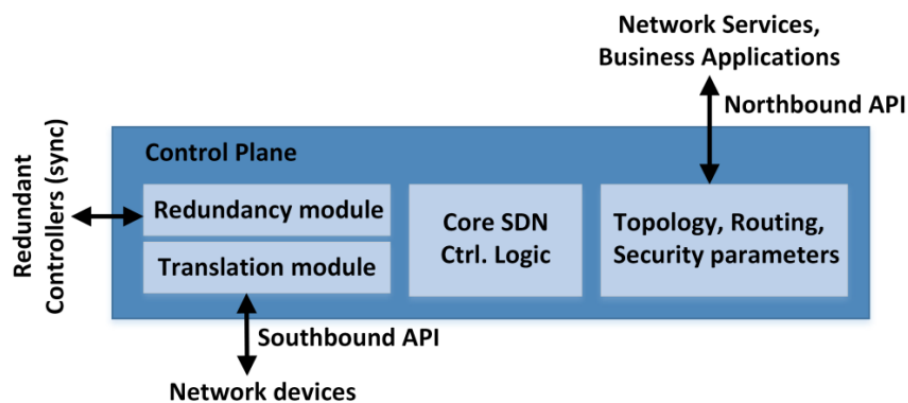 Network Services,
Business Applications
Northbound API
Redundant
Controllers (sync)
Control Plane
Redundancy module
Translation module
Core SDN
Ctrl. Logic
Topology, Routing,
Security parameters
Southbound API
Network devices